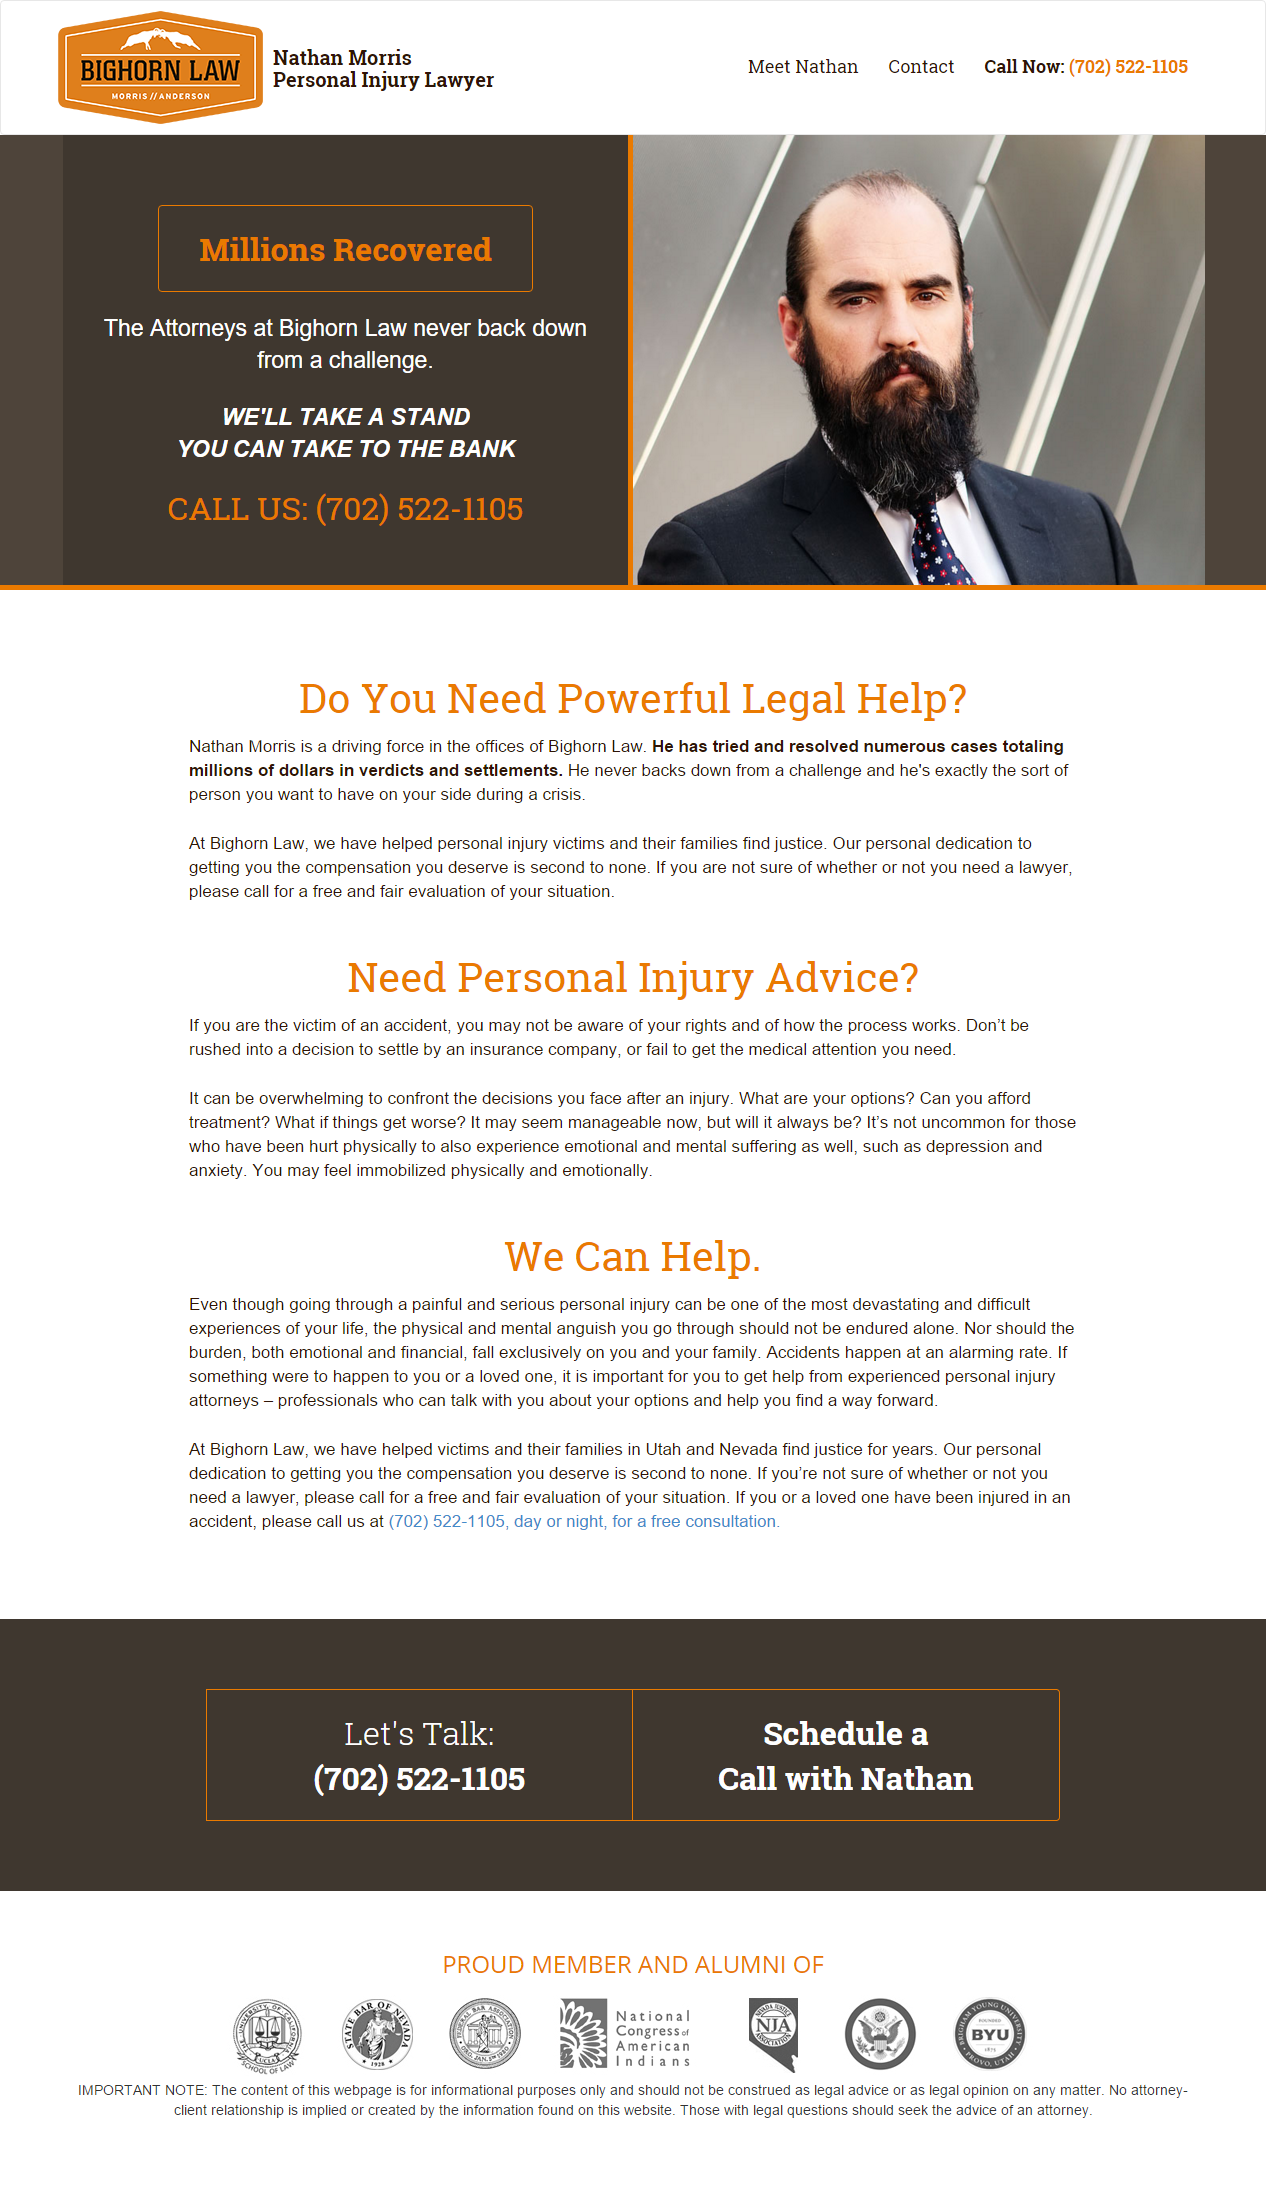 BIGHORN LAW
MORRIS // ANDERSON
Nathan Morris
Personal Injury Lawyer
Meet Nathan
Contact
Call Now: (702) 522-1105
Millions Recovered
The Attorneys at Bighorn Law never back down
from a challenge.
WE'LL TAKE A STAND
YOU CAN TAKE TO THE BANK
CALL US: (702) 522-1105
Do You Need Powerful Legal Help?
Nathan Morris is a driving force in the offices of Bighorn Law. He has tried and resolved numerous cases totaling
millions of dollars in verdicts and settlements. He never backs down from a challenge and he's exactly the sort of
person you want to have on your side during a crisis.
At Bighorn Law, we have helped personal injury victims and their families find justice. Our personal dedication to
getting you the compensation you deserve is second to none. If you are not sure of whether or not you need a lawyer,
please call for a free and fair evaluation of your situation.
Need Personal Injury Advice?
If you are the victim of an accident, you may not be aware of your rights and of how the process works. Don’t be
rushed into a decision to settle by an insurance company, or fail to get the medical attention you need.
It can be overwhelming to confront the decisions you face after an injury. What are your options? Can you afford
treatment? What if things get worse? It may seem manageable now, but will it always be? It’s not uncommon for those
who have been hurt physically to also experience emotional and mental suffering as well, such as depression and
anxiety. You may feel immobilized physically and emotionally.
We Can Help.
Even though going through a painful and serious personal injury can be one of the most devastating and difficult
experiences of your life, the physical and mental anguish you go through should not be endured alone. Nor should the
burden, both emotional and financial, fall exclusively on you and your family. Accidents happen at an alarming rate. If
something were to happen to you or a loved one, it is important for you to get help from experienced personal injury
attorneys – professionals who can talk with you about your options and help you find a way forward.
At Bighorn Law, we have helped victims and their families in Utah and Nevada find justice for years. Our personal
dedication to getting you the compensation you deserve is second to none. If you’re not sure of whether or not you
need a lawyer, please call for a free and fair evaluation of your situation. If you or a loved one have been injured in an
accident, please call us at (702) 522-1105, day or night, for a free consultation.
Let's Talk:
(702) 522-1105
Schedule a
Call with Nathan
PROUD MEMBER AND ALUMNI OF
UCLA
SCHOOL OF LAW
STATE BAR OF NEVADA
1928
FEDERAL BAR ASSOCIATION
National
Congress of
American
Indians
NEVADA JUSTICE
NJA
ASSOCIATION
BRIGHAM YOUNG UNIVERSITY
FOUNDED
BYU
1875
PROVO, UTAH
IMPORTANT NOTE: The content of this webpage is for informational purposes only and should not be construed as legal advice or as legal opinion on any matter. No attorney-
client relationship is implied or created by the information found on this website. Those with legal questions should seek the advice of an attorney.